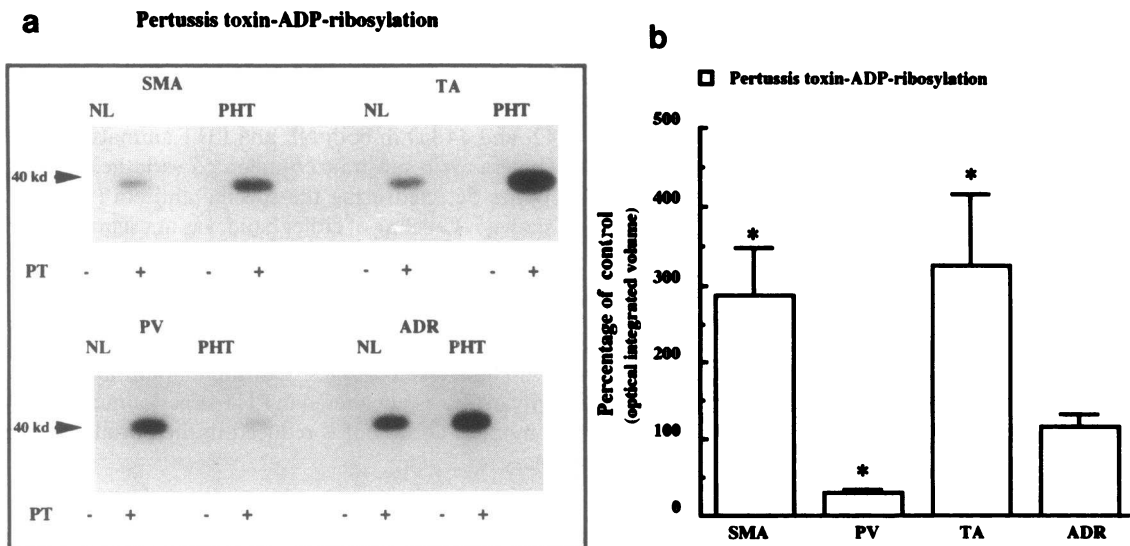 a
Pertussis toxin-ADP-ribosylation
SMA
TA
NL
PHT
NL
PHT
40 kd
PT
-
+
-
+
-
+
-
+
PV
ADR
NL
PHT
NL
PHT
40 kd
PT
-
+
-
+
-
+
-
+
b
Pertussis toxin-ADP-ribosylation
Percentage of control
(optical integrated volume)
500
400
300
200
100
0
*
*
*
SMA
PV
TA
ADR